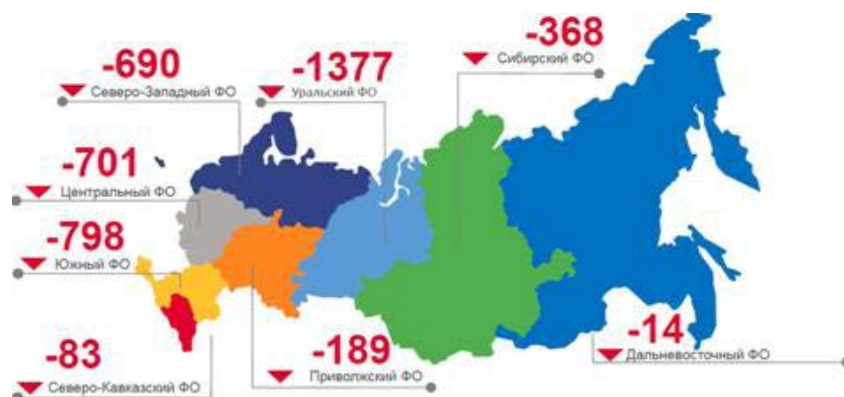 -690
Северо-Западный ФО
-1377
Уральский ФО
-368
Сибирский ФО
-701
Центральный ФО
-798
Южный ФО
-83
Северо-Кавказский ФО
-189
Приволжский ФО
-14
Дальневосточный ФО